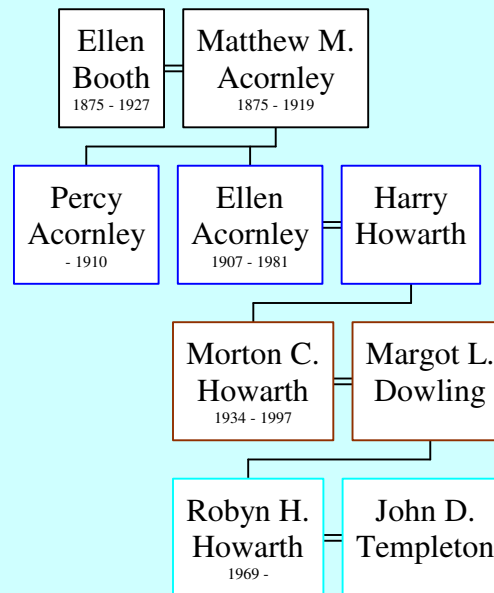 Ellen
Booth
1875 - 1927
Matthew M.
Acornley
1875 - 1919
Percy
Acornley
- 1910
Ellen
Acornley
1907 - 1981
Harry
Howarth
Morton C.
Howarth
1934 - 1997
Margot L.
Dowling
Robyn H.
Howarth
1969 -
John D.
Templeton